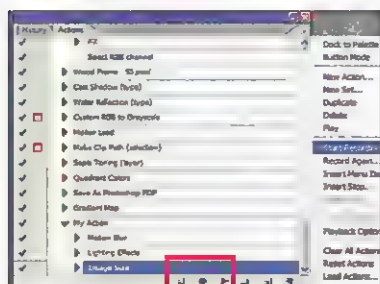 History
Actions
FX
Select RGB channel
Wood Frame - 50 pixel
Cast Shadow (type)
Water Reflection (type)
Custom RGB to Grayscale
Molten Lead
Make Clip Path (selection)
Sepia Toning (layer)
Quadrant Colors
Save As Photoshop PDF
Gradient Map
My Action
Motion Blur
Lighting Effects
Image Size
Dock to Palette
Button Mode
New Action...
New Set...
Duplicate
Delete
Play
Start Recording
Record Again...
Insert Menu
Insert Stop...
Playback Option
Clear All Actions
Reset Actions
Load Actions...